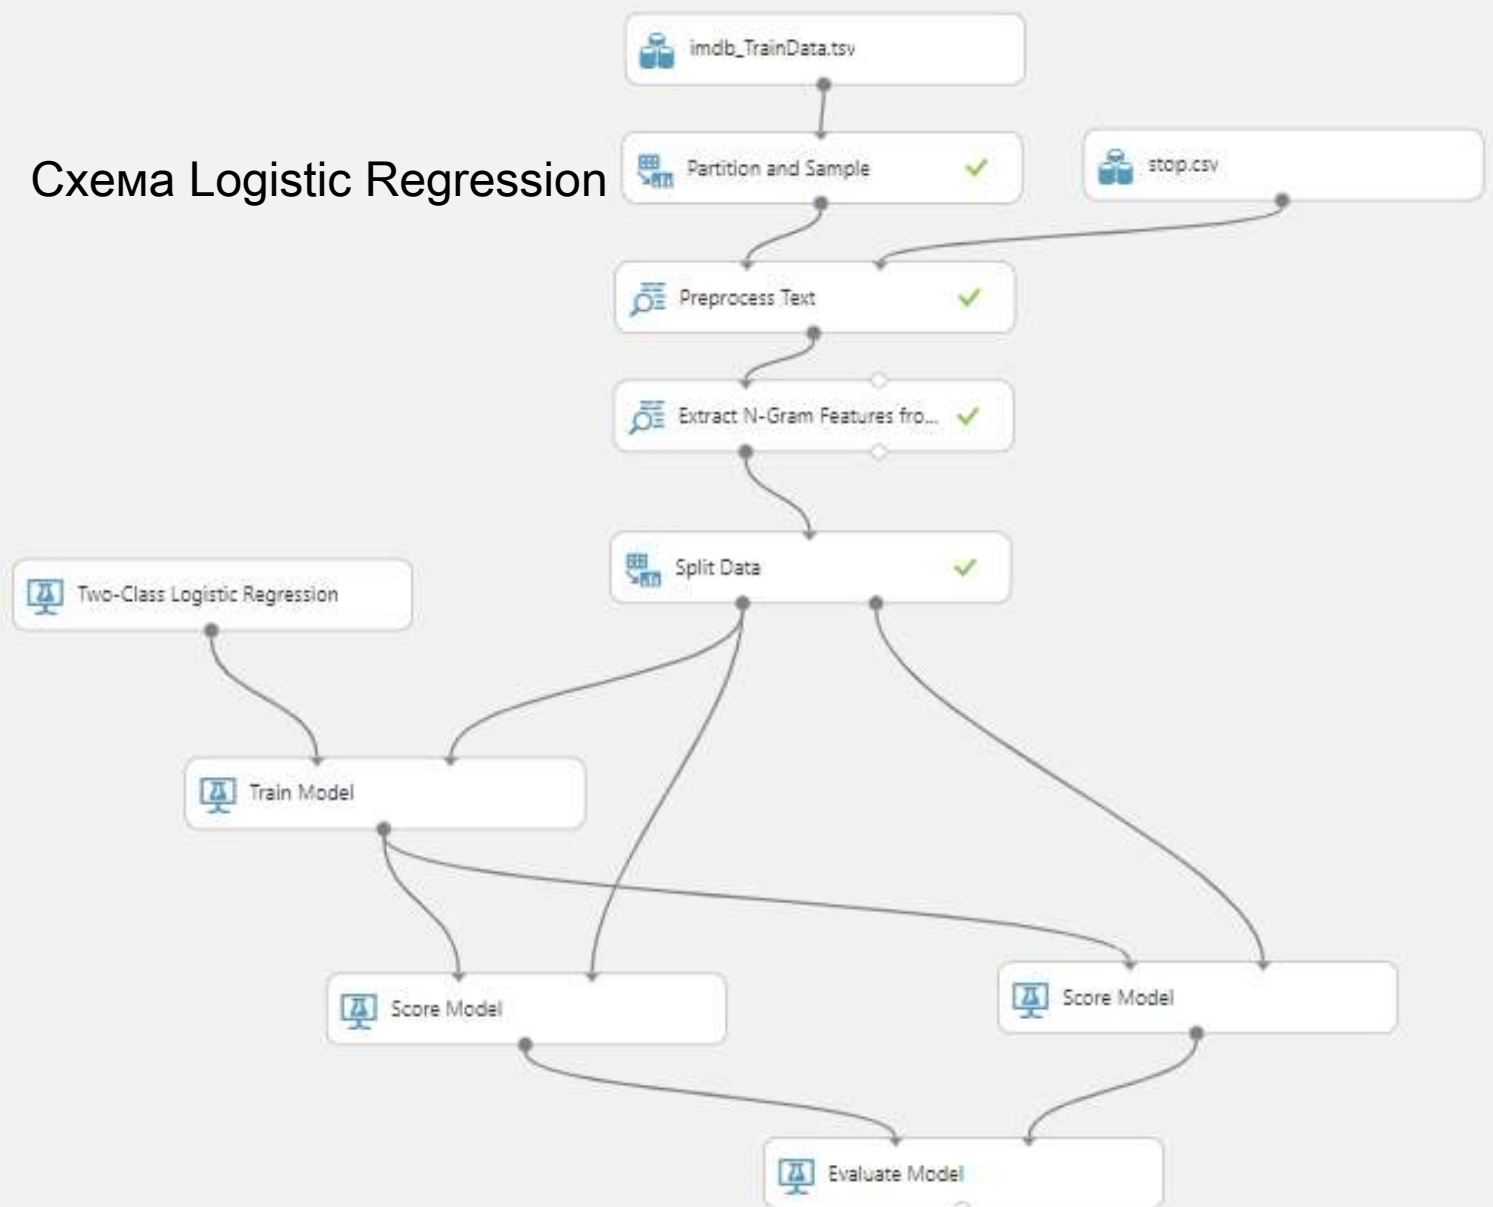 imdb_TrainData.tsv
Схема Logistic Regression
Partition and Sample
stop.csv
Preprocess Text
Extract N-Gram Features fro...
Split Data
Two-Class Logistic Regression
Train Model
Score Model
Score Model
Evaluate Model